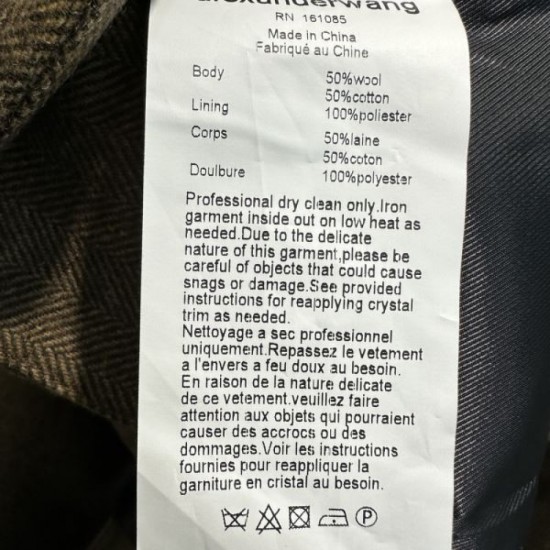 alexanderwang
RN 161085
Made in China
Fabriqué au Chine
Body 50%wool
50%cotton
Lining 100%poliester
Corps 50%laine
50%coton
Doulbure 100%polyester
Professional dry clean only.Iron
garment inside out on low heat as
needed.Due to the delicate
nature of this garment,please be
careful of objects that could cause
snags or damage.See provided
instructions for reapplying crystal
trim as needed.
Nettoyage a sec professionnel
uniquement.Repassez le vetement
a l'envers a feu doux au besoin.
En raison de la nature delicate
de ce vetement.veuillez faire
attention aux objets qui pourraient
causer des accrocs ou des
dommages.Voir les instructions
fournies pour reappliquer la
garniture en cristal au besoin.
P